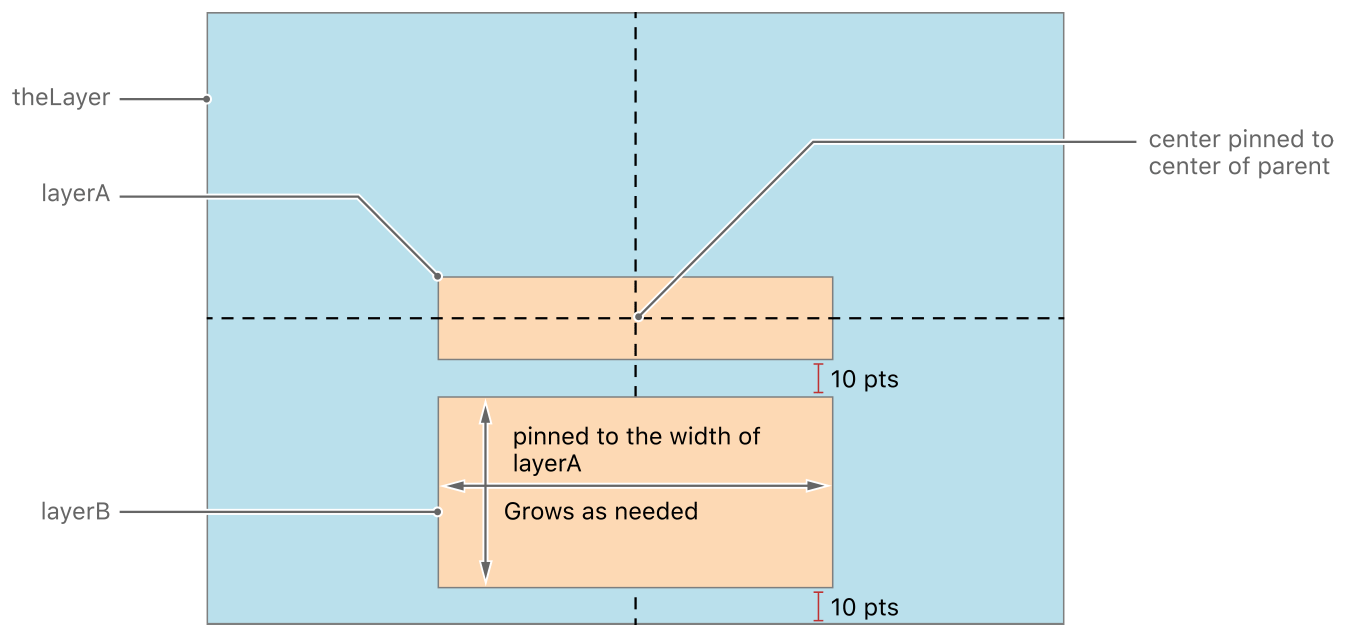 theLayer
center pinned to
center of parent
layerA
10 pts
pinned to the width of
layerA
layerB
Grows as needed
10 pts